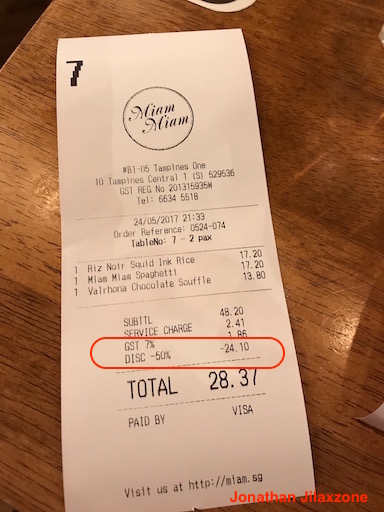 7
Miam
Miam
#B1-05 Tampines One
10 Tampines Central 1 (S) 529536
GST REG No 201315935W
Tel: 6634 5518
24/05/2017 21:33
Order Reference: 0524-074
TableNo: 7 - 2 pax
1 Riz Noir Squid Ink Rice 17.20
1 Miam Miam Spaghetti 17.20
1 Valrhona Chocolate Souffle 13.80
SUBTTL 48.20
SERVICE CHARGE 2.41
GST 7% 1.86
DISC -50% -24.10
TOTAL 28.37
PAID BY VISA
Visit us at http://miam.sg
Jonathan Jilaxzone